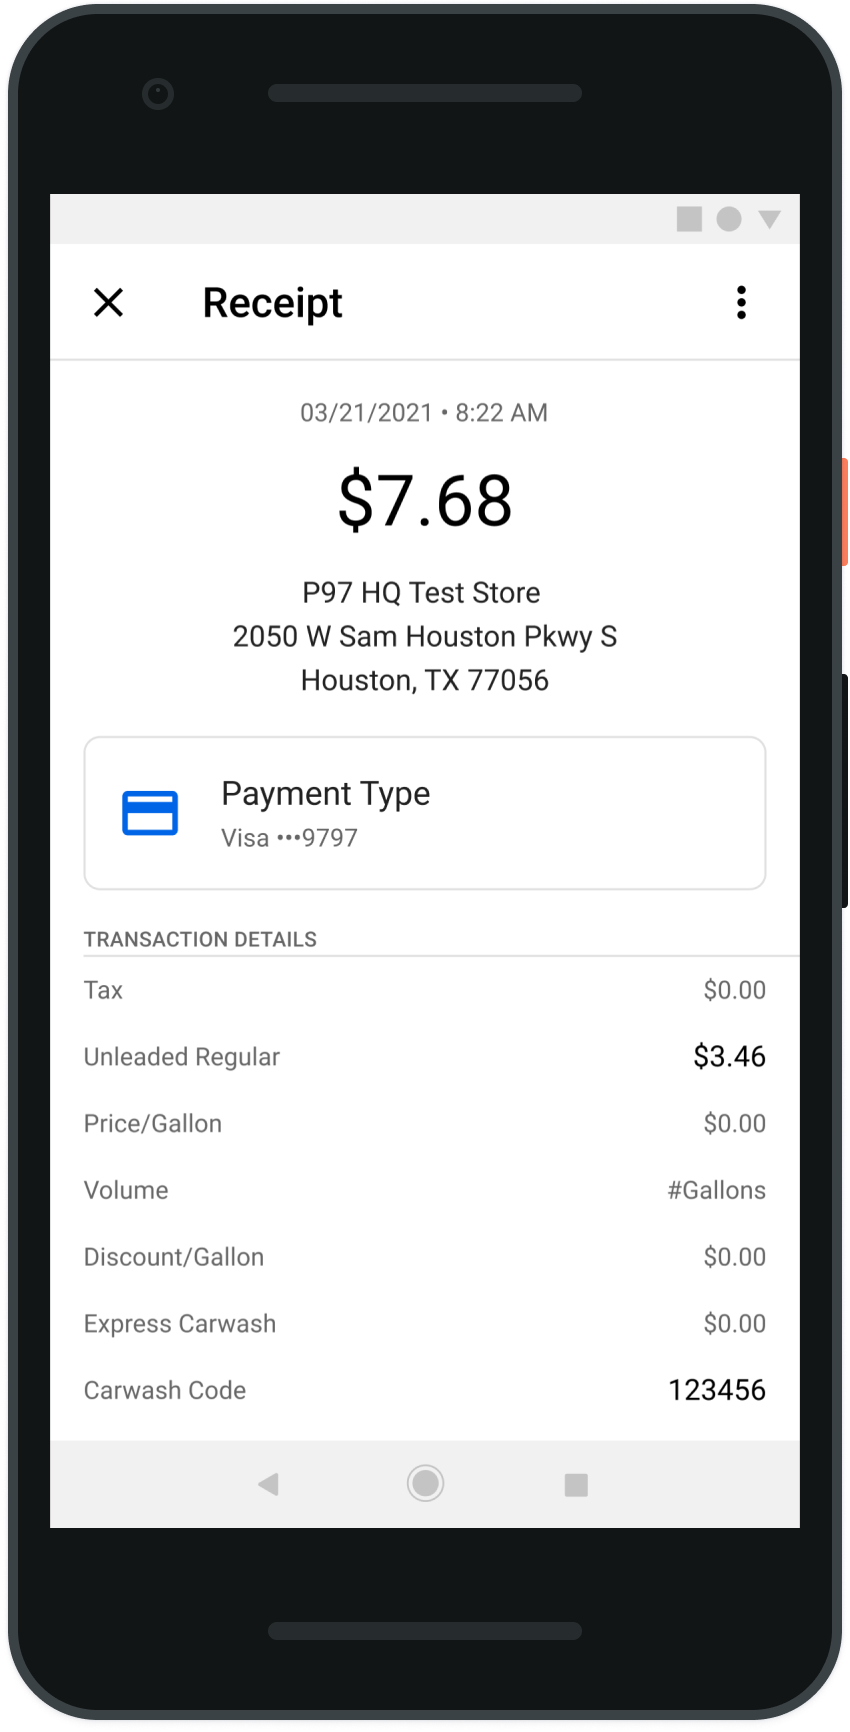 Receipt
03/21/2021 • 8:22 AM
$7.68
P97 HQ Test Store
2050 W Sam Houston Pkwy S
Houston, TX 77056
Payment Type
Visa •••9797
TRANSACTION DETAILS
Tax $0.00
Unleaded Regular $3.46
Price/Gallon $0.00
Volume #Gallons
Discount/Gallon $0.00
Express Carwash $0.00
Carwash Code 123456